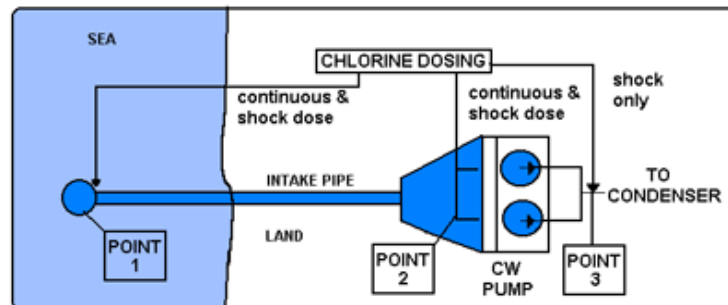 SEA
CHLORINE DOSING
continuous &
shock dose
continuous &
shock dose
shock
only
INTAKE PIPE
LAND
TO
CONDENSER
POINT
1
POINT
2
CW
PUMP
POINT
3